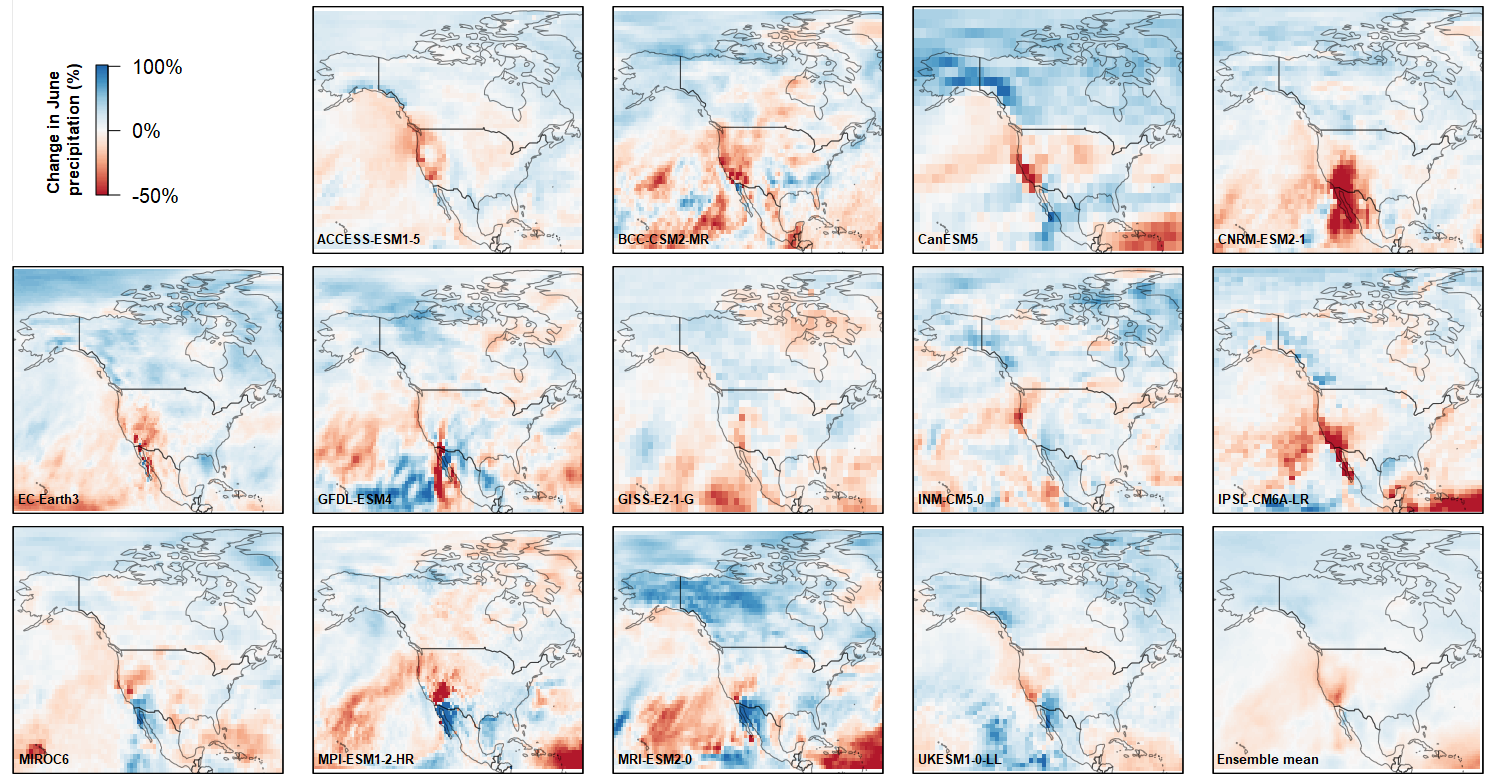 Change in June
precipitation (%)
100%
0%
-50%
ACCESS-ESM1-5
BCC-CSM2-MR
CanESM5
CNRM-ESM2-1
EC-Earth3
GFDL-ESM4
GISS-E2-1-G
INM-CM5-0
IPSL-CM6A-LR
MIROC6
MPI-ESM1-2-HR
MRI-ESM2-0
UKESM1-0-LL
Ensemble mean